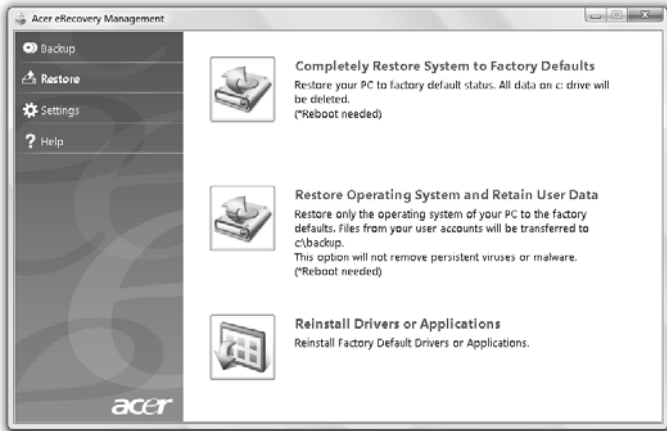 Acer eRecovery Management
Backup
Restore
Settings
Help
Completely Restore System to Factory Defaults
Restore your PC to factory default status. All data on c: drive will
be deleted.
(*Reboot needed)
Restore Operating System and Retain User Data
Restore only the operating system of your PC to the factory
defaults. Files from your user accounts will be transferred to
c:\backup.
This option will not remove persistent viruses or malware.
(*Reboot needed)
Reinstall Drivers or Applications
Reinstall Factory Default Drivers or Applications.
acer